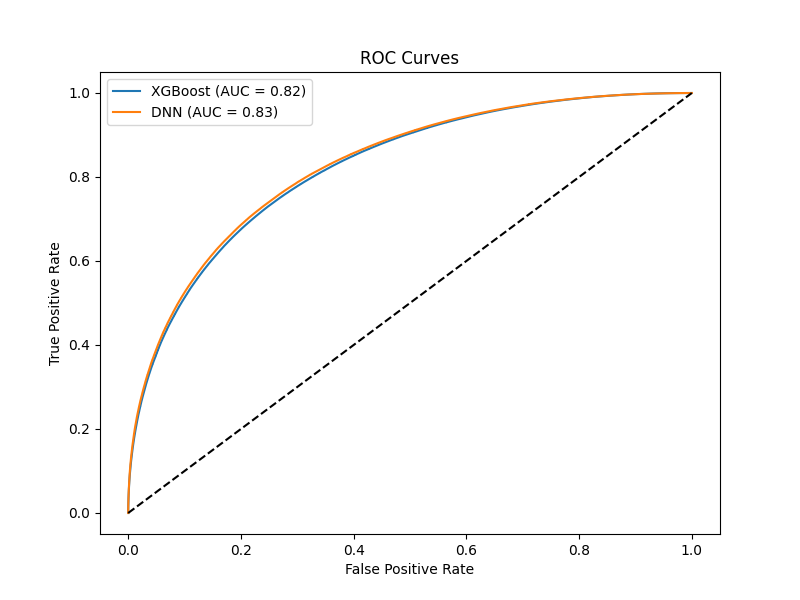 ROC Curves
XGBoost (AUC = 0.82)
DNN (AUC = 0.83)
1.0
0.8
0.6
0.4
0.2
0.0
True Positive Rate
0.0 0.2 0.4 0.6 0.8 1.0
False Positive Rate